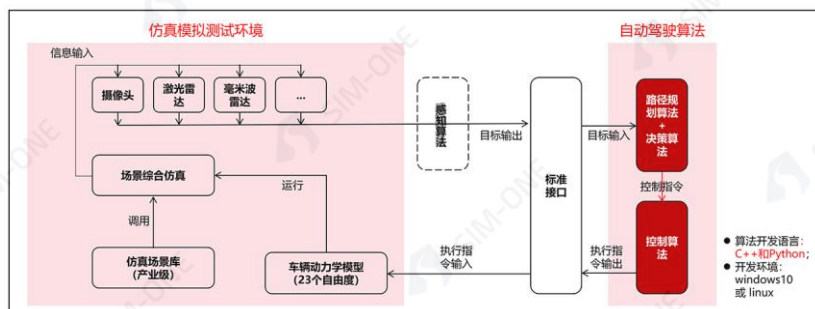 仿真模拟测试环境
自动驾驶算法
信息输入
摄像头
激光雷
达
毫米波
雷达
...
感知算法
目标输出
标准
接口
目标输入
路径规
划算法
+
决策算
法
控制指令
场景综合仿真
运行
调用
仿真场景库
(产业级)
车辆动力学模型
(23个自由度)
执行指
令输入
执行指
令输出
控制算
法
● 算法开发语言:
C++和Python;
● 开发环境:
windows10
或 linux
SIM-ONE
SIM-ONE
SIM-ONE